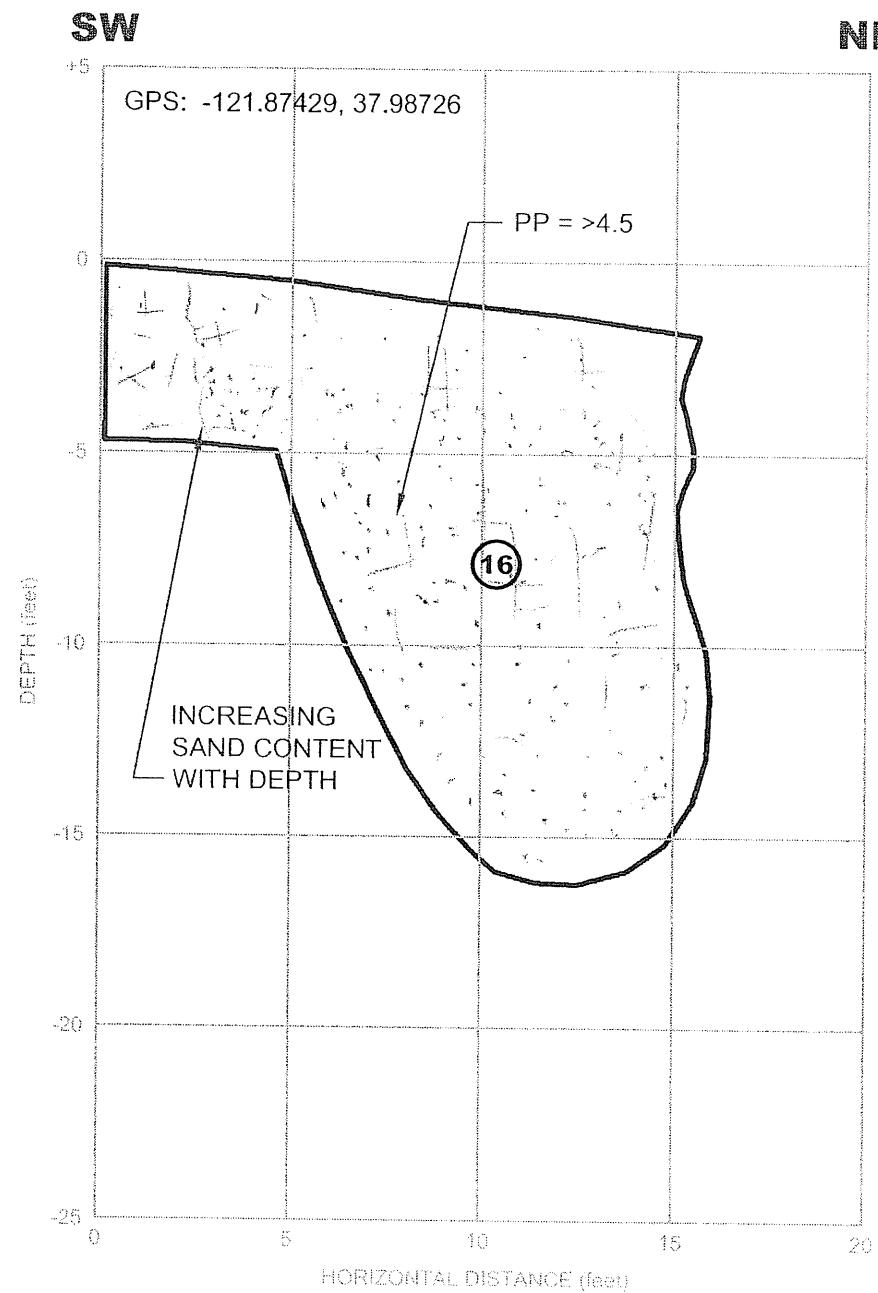 SW
N
+5
GPS: -121.87429, 37.98726
PP = >4.5
0
-5
16
DEPTH (feet)
-10
INCREASING
SAND CONTENT
WITH DEPTH
-15
-20
-25
0
5
10
15
20
HORIZONTAL DISTANCE (feet)